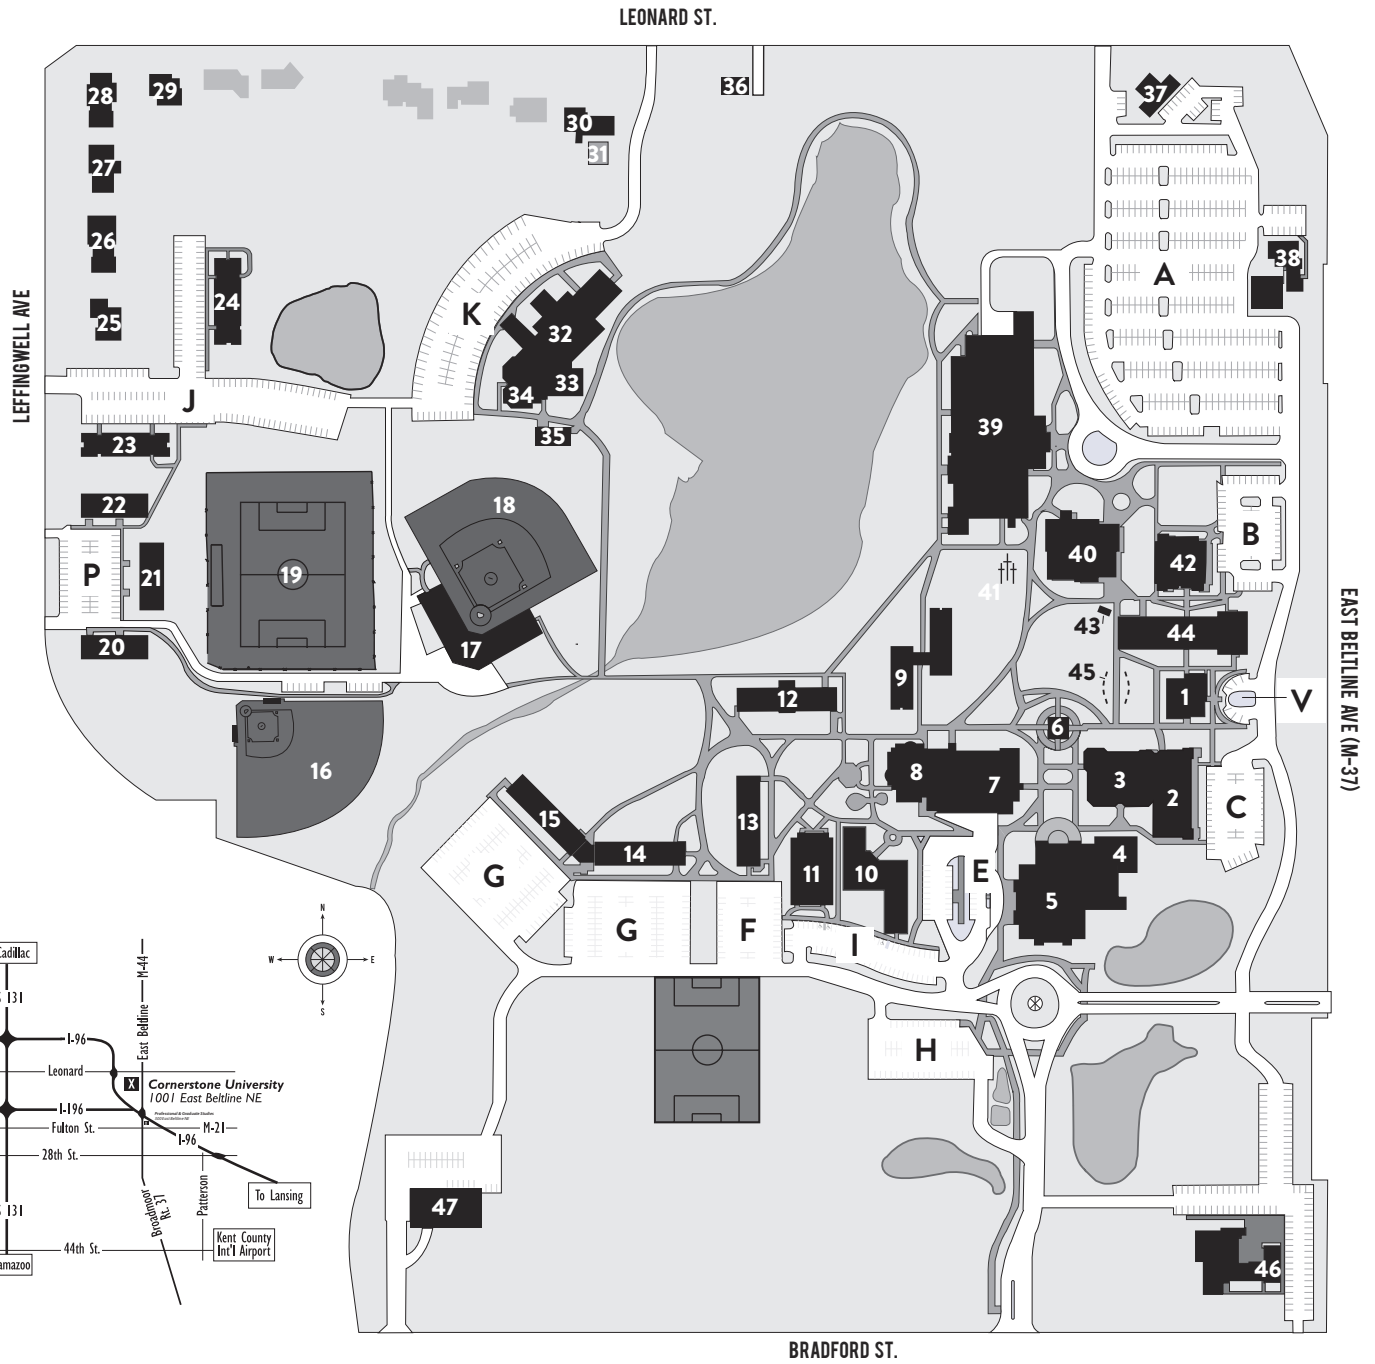 LEONARD ST.
36
37
28
29
30
31
27
26
38
A
24
25
K
32
LEFFINGWELL AVE
33
34
J
39
35
23
22
18
B
40
42
P
21
19
41
EAST BELTLINE AVE (M-37)
43
44
20
17
45
9
12
1
V
6
16
8
7
3
2
15
13
C
14
11
10
E
4
G
5
G
F
I
N
W
E
S
Cadillac
S 131
M-44
East Beltline
I-96
Leonard
X
Cornerstone University
1001 East Beltline NE
H
I-196
Professional & Graduate Studies
Fulton St.
M-21
I-96
28th St.
Patterson
To Lansing
Broadmoor
Rt. 37
S 131
47
Kent County
Int'l Airport
44th St.
amazoo
46
BRADFORD ST.